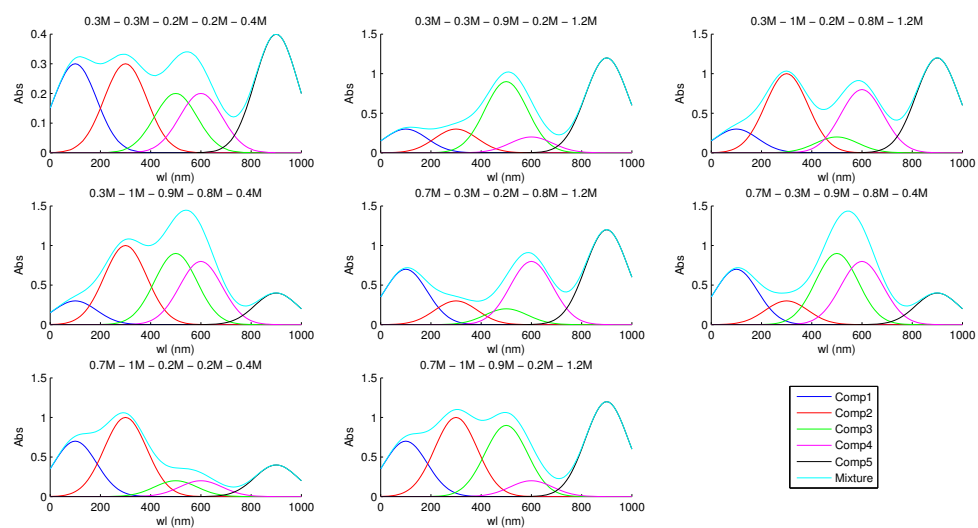 0.3M − 0.3M − 0.2M − 0.2M − 0.4M
0.4
0.3
0.2
0.1
0
Abs
0 200 400 600 800 1000
wl (nm)
0.3M − 0.3M − 0.9M − 0.2M − 1.2M
1.5
1
0.5
0
Abs
0 200 400 600 800 1000
wl (nm)
0.3M − 1M − 0.2M − 0.8M − 1.2M
1.5
1
0.5
0
Abs
0 200 400 600 800 1000
wl (nm)
0.3M − 1M − 0.9M − 0.8M − 0.4M
1.5
1
0.5
0
Abs
0 200 400 600 800 1000
wl (nm)
0.7M − 0.3M − 0.2M − 0.8M − 1.2M
1.5
1
0.5
0
Abs
0 200 400 600 800 1000
wl (nm)
0.7M − 0.3M − 0.9M − 0.8M − 0.4M
1.5
1
0.5
0
Abs
0 200 400 600 800 1000
wl (nm)
0.7M − 1M − 0.2M − 0.2M − 0.4M
1.5
1
0.5
0
Abs
0 200 400 600 800 1000
wl (nm)
0.7M − 1M − 0.9M − 0.2M − 1.2M
1.5
1
0.5
0
Abs
0 200 400 600 800 1000
wl (nm)
Comp1
Comp2
Comp3
Comp4
Comp5
Mixture